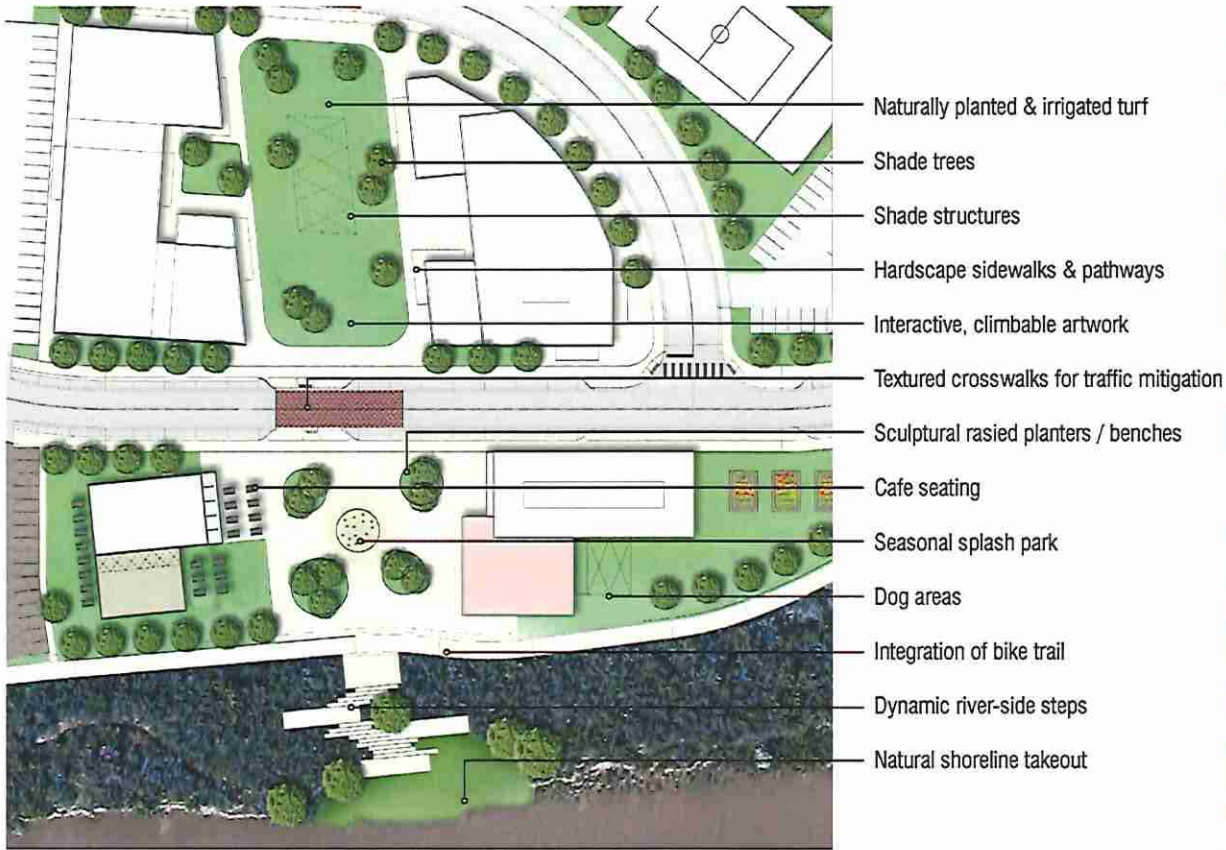 Naturally planted & irrigated turf
Shade trees
Shade structures
Hardscape sidewalks & pathways
Interactive, climbable artwork
Textured crosswalks for traffic mitigation
Sculptural rasied planters / benches
Cafe seating
Seasonal splash park
Dog areas
Integration of bike trail
Dynamic river-side steps
Natural shoreline takeout